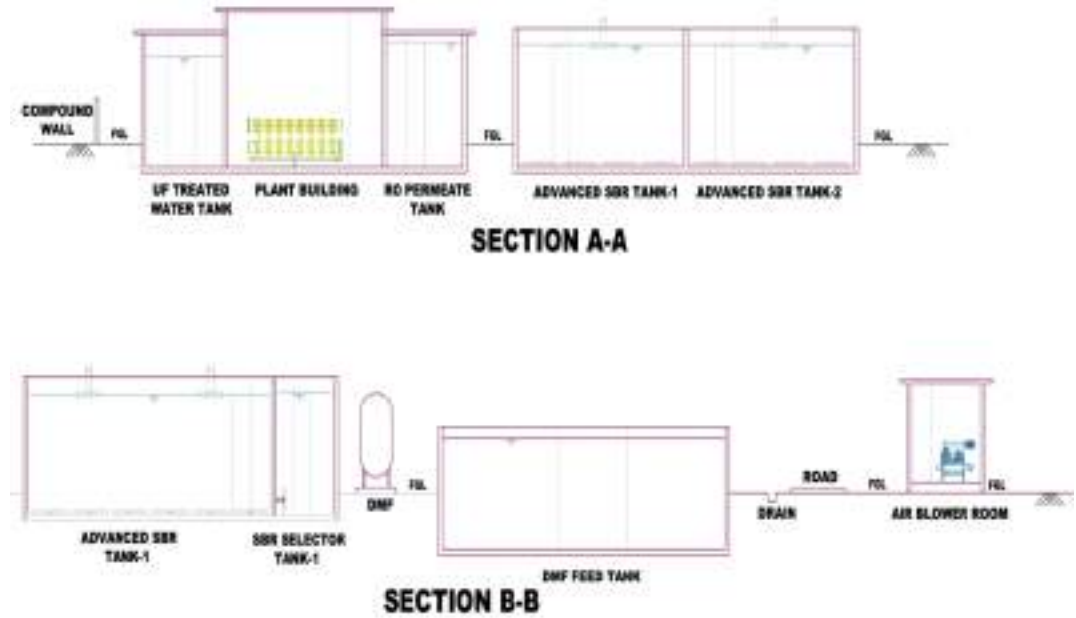 COMPOUND
WALL
FGL
FGL
FGL
UF TREATED
WATER TANK
PLANT BUILDING
RO PERMEATE
TANK
ADVANCED SBR TANK-1
ADVANCED SBR TANK-2
SECTION A-A
ADVANCED SBR
TANK-1
SBR SELECTOR
TANK-1
DMF
FGL
DMF FEED TANK
DRAIN
ROAD
FGL
AIR BLOWER ROOM
FGL
SECTION B-B